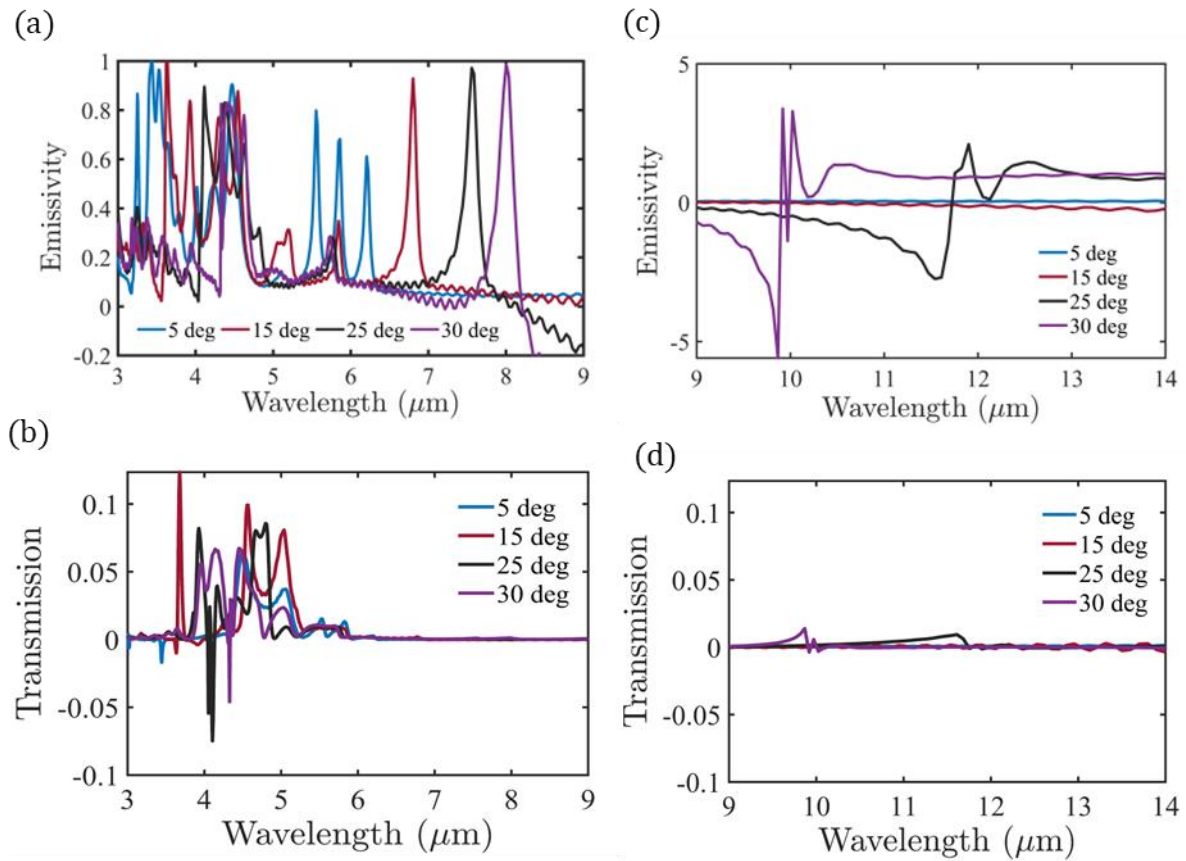 (a)
1
0.8
0.6
0.4
0.2
0
-0.2
Emissivity
5 deg 15 deg 25 deg 30 deg
3 4 5 6 7 8 9
Wavelength (μm)
(c)
5
0
-5
Emissivity
5 deg
15 deg
25 deg
30 deg
9 10 11 12 13 14
Wavelength (μm)
(b)
0.1
0.05
0
-0.05
-0.1
Transmission
5 deg
15 deg
25 deg
30 deg
3 4 5 6 7 8 9
Wavelength (μm)
(d)
0.1
0.05
0
-0.05
-0.1
Transmission
5 deg
15 deg
25 deg
30 deg
9 10 11 12 13 14
Wavelength (μm)